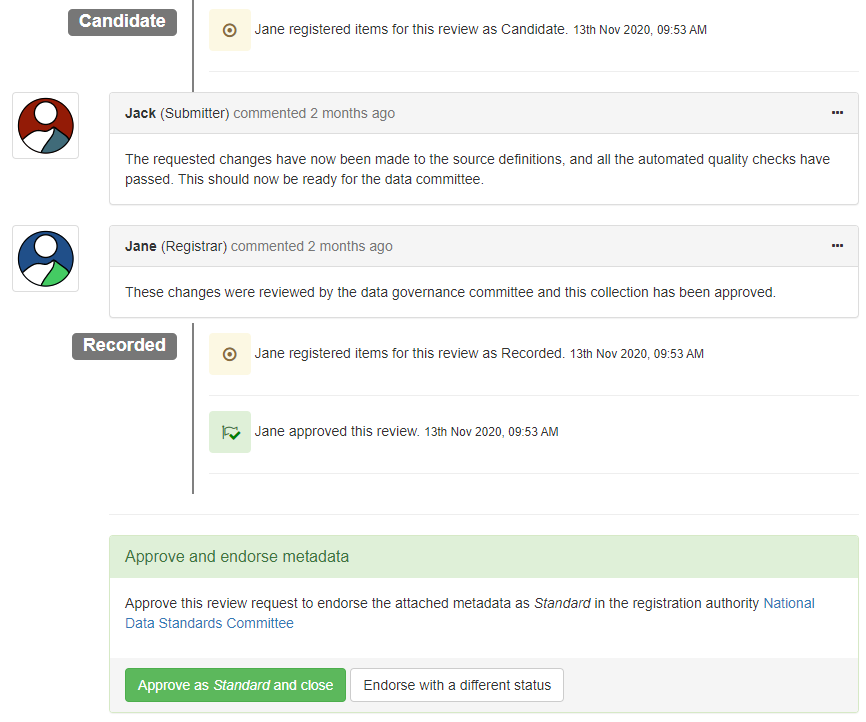 Candidate
Jane registered items for this review as Candidate. 13th Nov 2020, 09:53 AM
Jack (Submitter) commented 2 months ago
The requested changes have now been made to the source definitions, and all the automated quality checks have
passed. This should now be ready for the data committee.
Jane (Registrar) commented 2 months ago
These changes were reviewed by the data governance committee and this collection has been approved.
Recorded
Jane registered items for this review as Recorded. 13th Nov 2020, 09:53 AM
Jane approved this review. 13th Nov 2020, 09:53 AM
Approve and endorse metadata
Approve this review request to endorse the attached metadata as Standard in the registration authority National
Data Standards Committee
Approve as Standard and close
Endorse with a different status